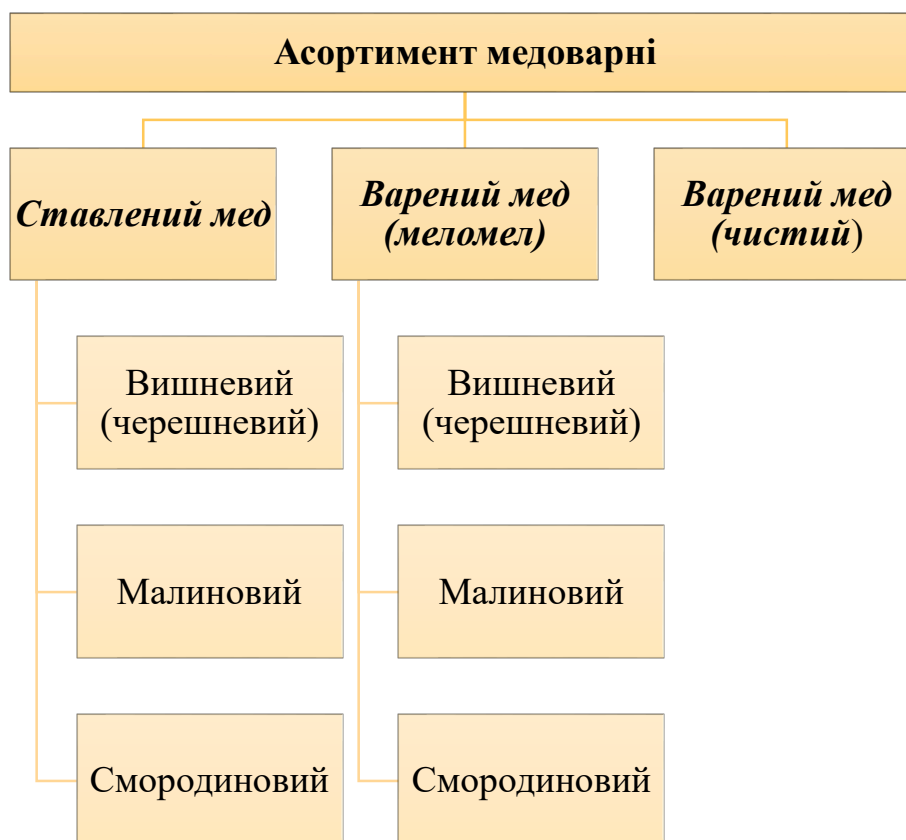 Асортимент медоварні
Ставлений мед
Вишневий
(черешневий)
Малиновий
Смородиновий
Варений мед
(меломел)
Вишневий
(черешневий)
Малиновий
Смородиновий
Варений мед
(чистий)